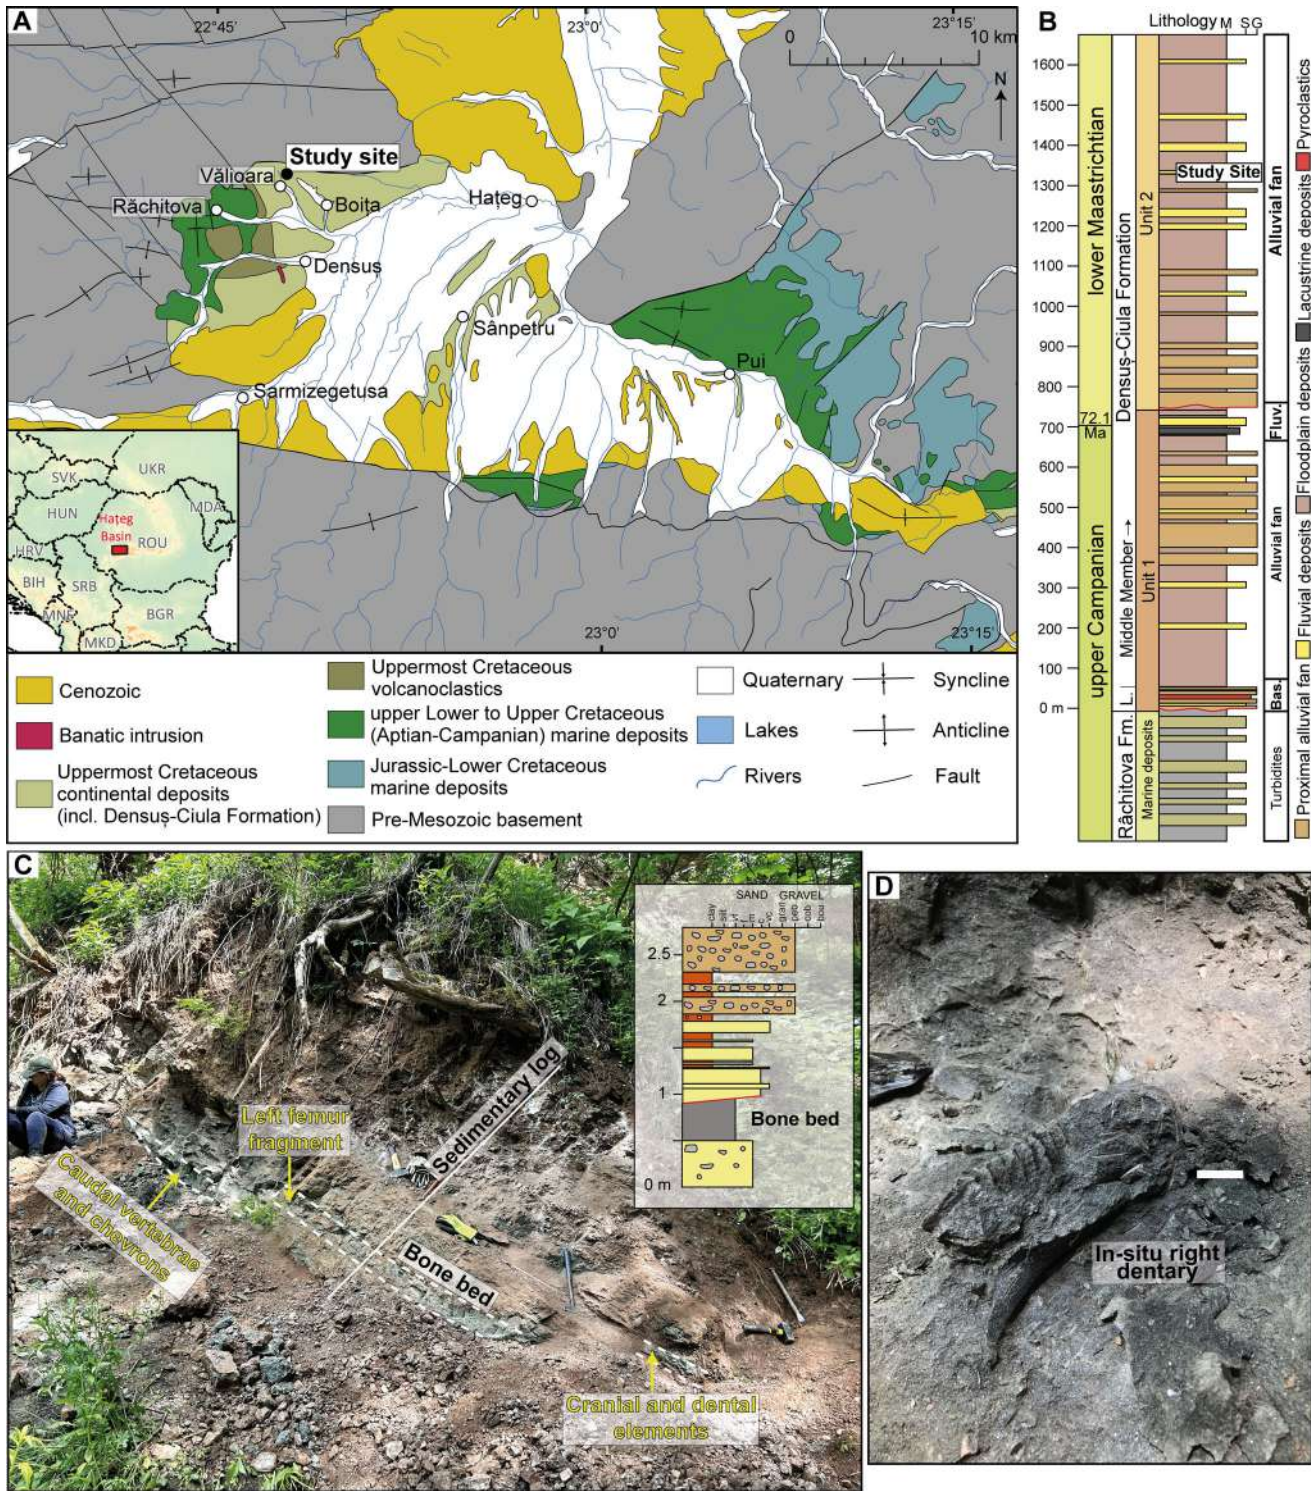 A
22°45'
23°0'
23°15'
0
10 km
N
Study site
Vălioara
Răchitova
Boița
Hațeg
Densuș
Sânpetru
Pui
Sarmizegetusa
SVK
UKR
HUN
MDA
Hațeg
Basin
ROU
HRV
BIH
SRB
MNE
BGR
MKD
23°0'
23°15'
Cenozoic
Banatic intrusion
Uppermost Cretaceous
continental deposits
(incl. Densuș-Ciula Formation)
Uppermost Cretaceous
volcanoclastics
upper Lower to Upper Cretaceous
(Aptian-Campanian) marine deposits
Jurassic-Lower Cretaceous
marine deposits
Pre-Mesozoic basement
Quaternary
Lakes
Rivers
Syncline
Anticline
Fault
B
Lithology
M
S
G
1600
1500
1400
1300
1200
1100
1000
900
800
700
600
500
400
300
200
100
0 m
lower Maastrichtian
72.1
Ma
upper Campanian
Densuș-Ciula Formation
Middle Member →
L.
Răchitova Fm.
Unit 2
Unit 1
Marine deposits
Study Site
Alluvial fan
Fluv.
Alluvial fan
Bas.
Turbidites
Proximal alluvial fan
Fluvial deposits
Floodplain deposits
Lacustrine deposits
Pyroclastics
C
Left femur
fragment
Caudal vertebrae
and chevrons
Sedimentary log
Bone bed
Cranial and dental
elements
SAND
GRAVEL
clay
silt
vf
f
m
c
vc
gran
peb
cob
bou
2.5
2
1
0 m
Bone bed
D
In-situ right
dentary